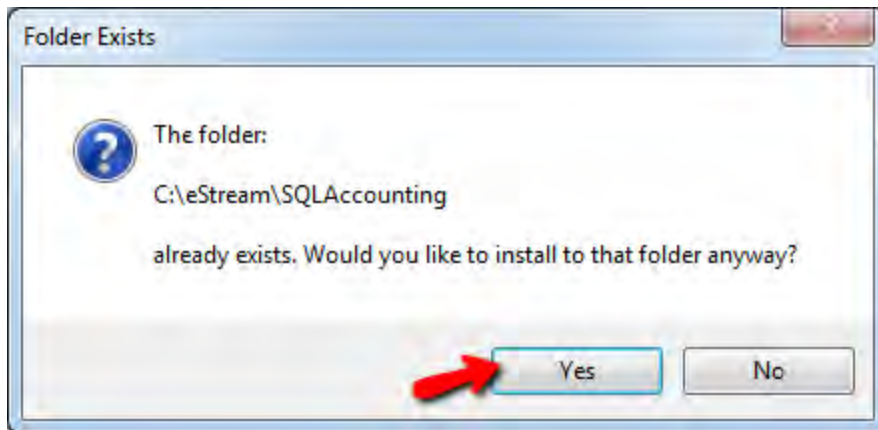 Folder Exists
The folder:
C:\eStream\SQLAccounting
already exists. Would you like to install to that folder anyway?
Yes No